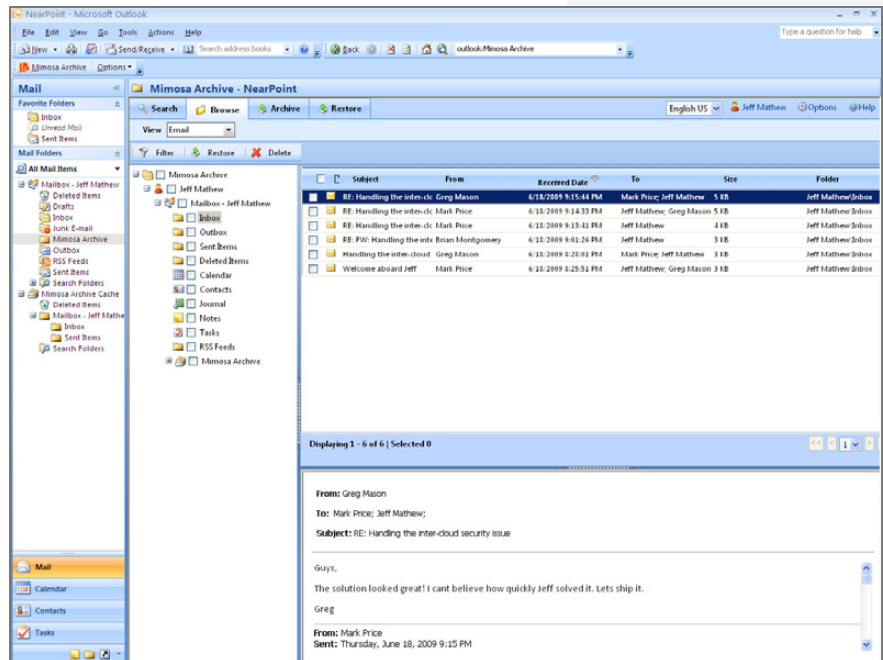 NearPoint - Microsoft Outlook
File Edit View Go Tools Actions Help
Type a question for help
New Send/Receive Search address books Back outlook:Mimosa Archive
Mimosa Archive Options
Mail
Favorite Folders
Inbox
Unread Mail
Sent Items
Mail Folders
All Mail Items
Mailbox - Jeff Mathew
Deleted Items
Drafts
Inbox
Junk E-mail
Mimosa Archive
Outbox
RSS Feeds
Sent Items
Search Folders
Mimosa Archive Cache
Deleted Items
Mailbox - Jeff Mathe
Inbox
Sent Items
Search Folders
Mail
Calendar
Contacts
Tasks
Mimosa Archive - NearPoint
Search Browse Archive Restore English US Jeff Mathew Options Help
View Email
Filter Restore Delete
Mimosa Archive
Jeff Mathew
Mailbox - Jeff Mathew
Inbox
Outbox
Sent Items
Deleted Items
Calendar
Contacts
Journal
Notes
Tasks
RSS Feeds
Mimosa Archive
Subject From Received Date To Size Folder
RE: Handling the inter-clc Greg Mason 6/18/2009 9:15:44 PM Mark Price; Jeff Mathew 5 KB Jeff Mathew\Inbox
RE: Handling the inter-clc Mark Price 6/18/2009 9:14:33 PM Jeff Mathew; Greg Mason 5 KB Jeff Mathew\Inbox
RE: Handling the inter-clc Mark Price 6/18/2009 9:13:41 PM Jeff Mathew 4 KB Jeff Mathew\Inbox
RE: FW: Handling the inte Brian Montgomery 6/18/2009 9:01:26 PM Jeff Mathew 3 KB Jeff Mathew\Inbox
Handling the inter-cloud Greg Mason 6/18/2009 8:28:01 PM Mark Price; Jeff Mathew 3 KB Jeff Mathew\Inbox
Welcome aboard Jeff Mark Price 6/18/2009 8:25:51 PM Jeff Mathew; Greg Mason 3 KB Jeff Mathew\Inbox
Displaying 1 - 6 of 6 | Selected 0 << < 1 >
From: Greg Mason
To: Mark Price; Jeff Mathew;
Subject: RE: Handling the inter-cloud security issue
Guys,
The solution looked great! I cant believe how quickly Jeff solved it. Lets ship it.
Greg
From: Mark Price
Sent: Thursday, June 18, 2009 9:15 PM